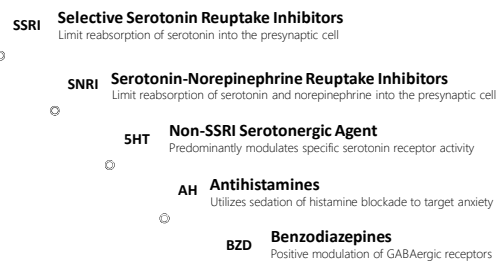 SSRI Selective Serotonin Reuptake Inhibitors
Limit reabsorption of serotonin into the presynaptic cell
SNRI Serotonin-Norepinephrine Reuptake Inhibitors
Limit reabsorption of serotonin and norepinephrine into the presynaptic cell
5HT Non-SSRI Serotonergic Agent
Predominantly modulates specific serotonin receptor activity
AH Antihistamines
Utilizes sedation of histamine blockade to target anxiety
BZD Benzodiazepines
Positive modulation of GABAergic receptors